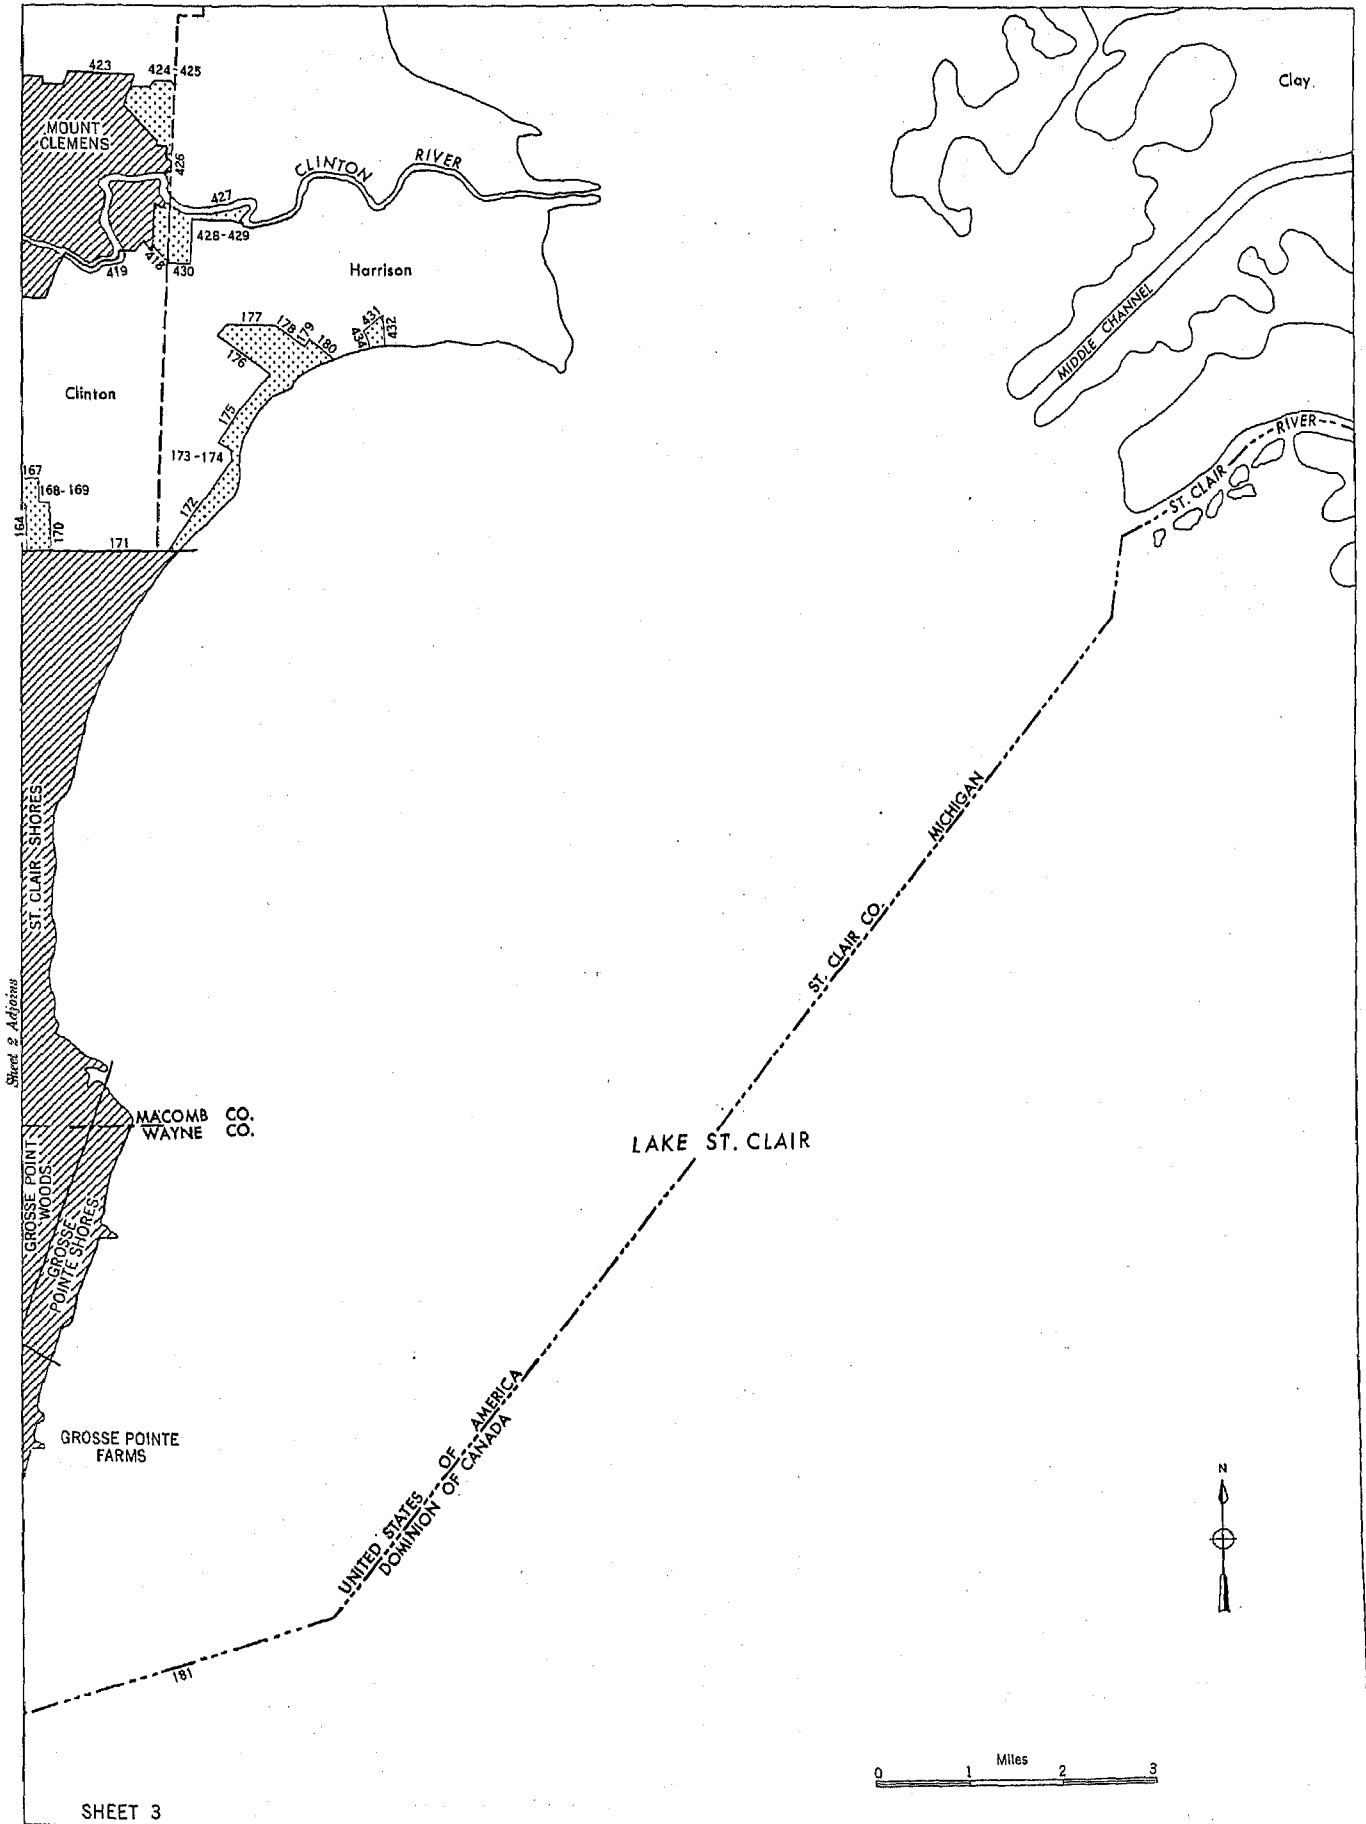 423
424-425
Clay.
MOUNT
CLEMENS
426
CLINTON RIVER
427
428-429
418
419
430
Harrison
177
178
179
180
431
434
432
176
MIDDLE CHANNEL
Clinton
175
173-174
ST. CLAIR RIVER
167
168-169
172
164
170
171
ST. CLAIR SHORES
MICHIGAN
ST. CLAIR CO.
Sheet 2 Adjoins
MACOMB CO.
WAYNE CO.
LAKE ST. CLAIR
GROSSE POINT
WOODS
GROSSE
POINTE SHORES
UNITED STATES OF AMERICA
DOMINION OF CANADA
GROSSE POINTE
FARMS
N
181
Miles
0 1 2 3
SHEET 3